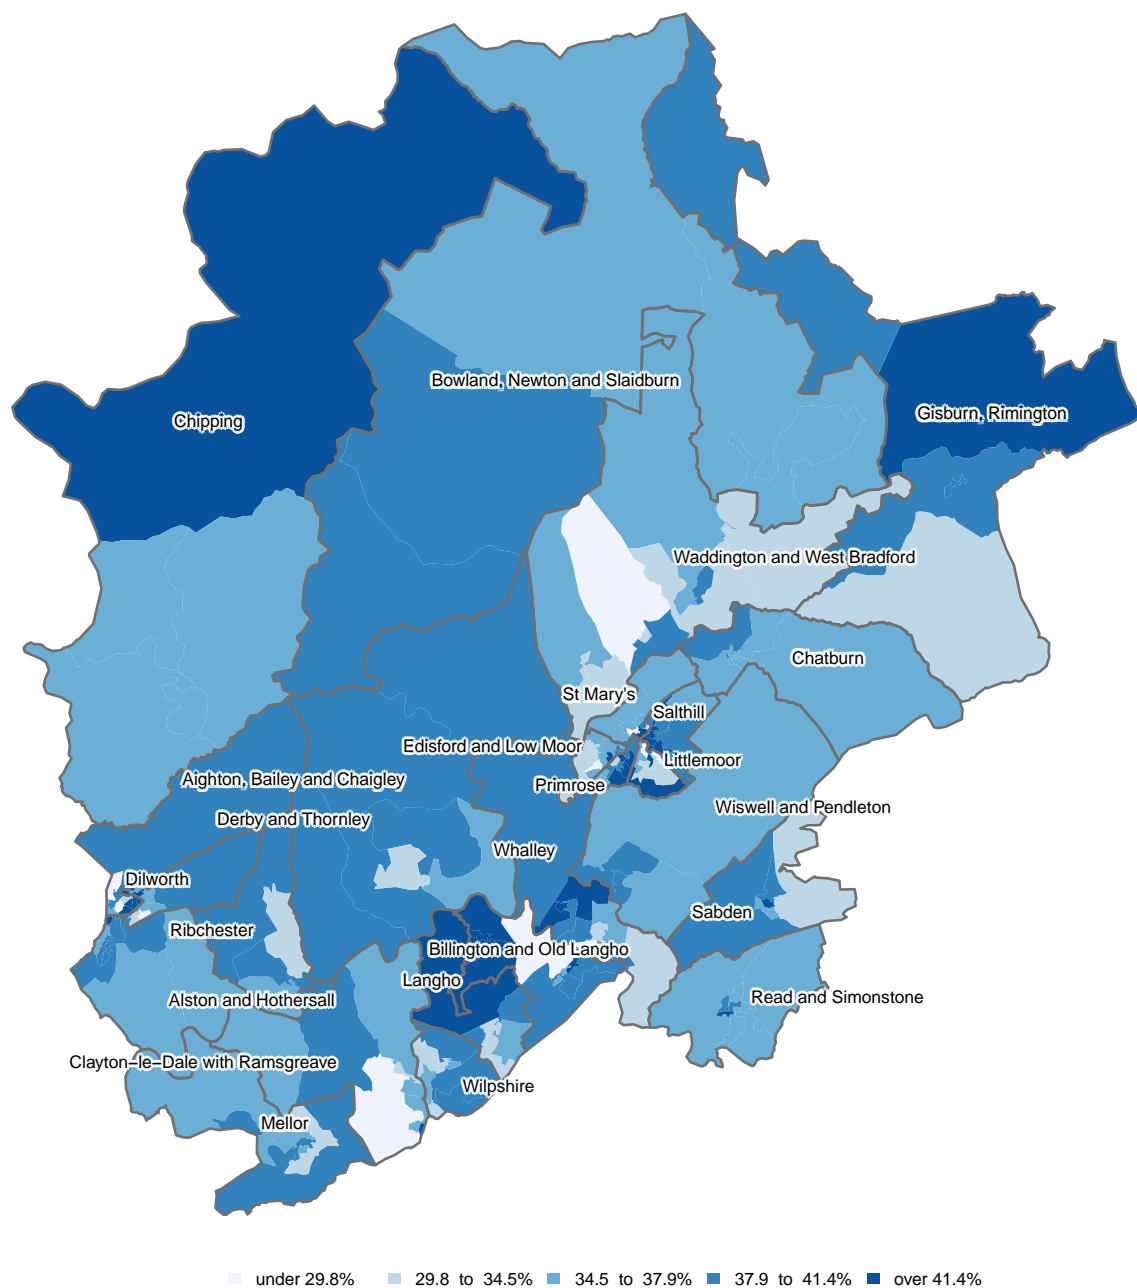 Bowland, Newton and Slaidburn
Chipping
Gisburn, Rimington
Waddington and West Bradford
Chatburn
St Mary's
Salthill
Edisford and Low Moor
Littlemoor
Aighton, Bailey and Chaigley
Primrose
Wiswell and Pendleton
Derby and Thornley
Whalley
Dilworth
Sabden
Ribchester
Billington and Old Langho
Langho
Read and Simonstone
Alston and Hothersall
Clayton−le−Dale with Ramsgreave
Wilpshire
Mellor
under 29.8% 29.8 to 34.5% 34.5 to 37.9% 37.9 to 41.4% over 41.4%